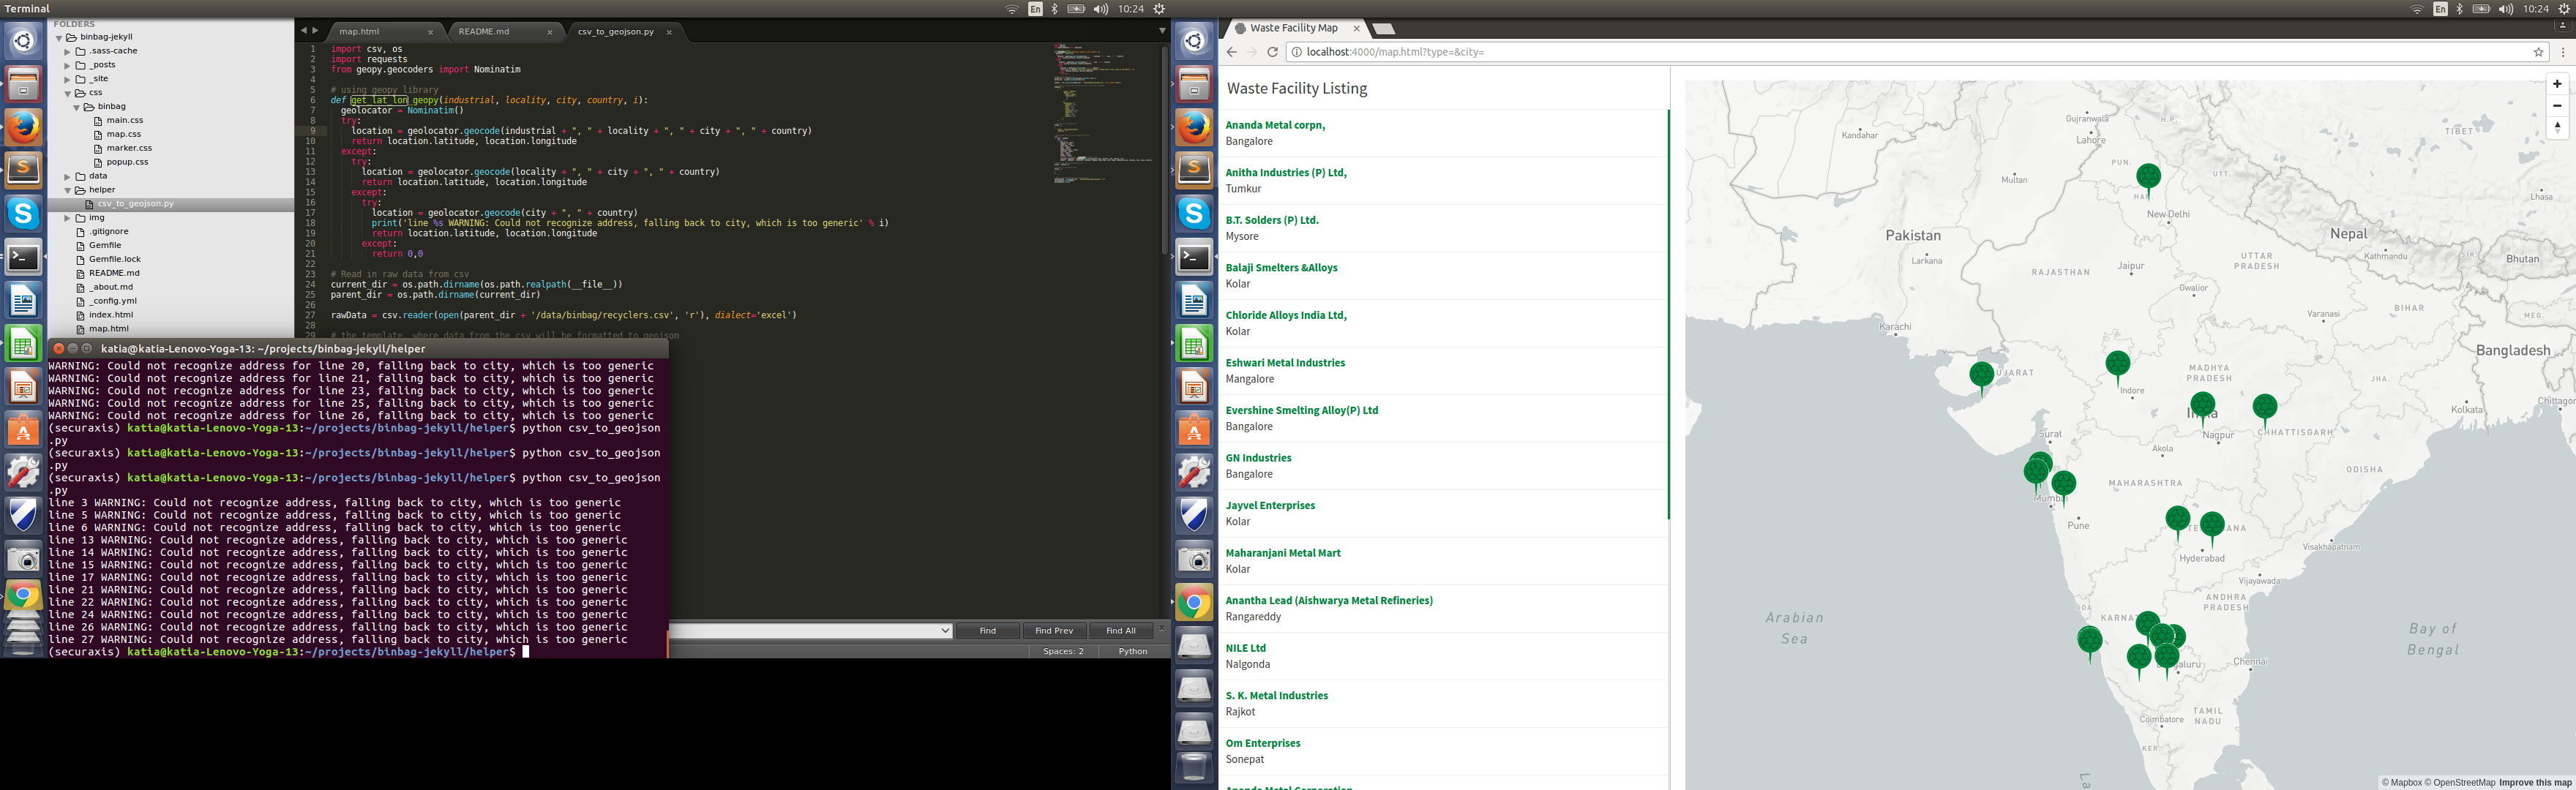 Terminal
En
10:24
FOLDERS
binbag-jekyll
.sass-cache
_posts
_site
css
binbag
main.css
map.css
marker.css
popup.css
data
helper
csv_to_geojson.py
img
.gitignore
Gemfile
Gemfile.lock
README.md
_about.md
_config.yml
index.html
map.html
map.html
README.md
csv_to_geojson.py
1 import csv, os
2 import requests
3 from geopy.geocoders import Nominatim
4
5 # using geopy library
6 def get_lat_lon_geopy(industrial, locality, city, country, i):
7 geolocator = Nominatim()
8 try:
9 location = geolocator.geocode(industrial + ", " + locality + ", " + city + ", " + country)
10 return location.latitude, location.longitude
11 except:
12 try:
13 location = geolocator.geocode(locality + ", " + city + ", " + country)
14 return location.latitude, location.longitude
15 except:
16 try:
17 location = geolocator.geocode(city + ", " + country)
18 print('line %s WARNING: Could not recognize address, falling back to city, which is too generic' % i)
19 return location.latitude, location.longitude
20 except:
21 return 0,0
22
23 # Read in raw data from csv
24 current_dir = os.path.dirname(os.path.realpath(__file__))
25 parent_dir = os.path.dirname(current_dir)
26
27 rawData = csv.reader(open(parent_dir + '/data/binbag/recyclers.csv', 'r'), dialect='excel')
28
29 # the template. where data from the csv will be formatted to geojson
katia@katia-Lenovo-Yoga-13: ~/projects/binbag-jekyll/helper
WARNING: Could not recognize address for line 20, falling back to city, which is too generic
WARNING: Could not recognize address for line 21, falling back to city, which is too generic
WARNING: Could not recognize address for line 23, falling back to city, which is too generic
WARNING: Could not recognize address for line 25, falling back to city, which is too generic
WARNING: Could not recognize address for line 26, falling back to city, which is too generic
(securaxis) katia@katia-Lenovo-Yoga-13:~/projects/binbag-jekyll/helper$ python csv_to_geojson
.py
(securaxis) katia@katia-Lenovo-Yoga-13:~/projects/binbag-jekyll/helper$ python csv_to_geojson
.py
(securaxis) katia@katia-Lenovo-Yoga-13:~/projects/binbag-jekyll/helper$ python csv_to_geojson
.py
line 3 WARNING: Could not recognize address, falling back to city, which is too generic
line 5 WARNING: Could not recognize address, falling back to city, which is too generic
line 6 WARNING: Could not recognize address, falling back to city, which is too generic
line 13 WARNING: Could not recognize address, falling back to city, which is too generic
line 14 WARNING: Could not recognize address, falling back to city, which is too generic
line 15 WARNING: Could not recognize address, falling back to city, which is too generic
line 17 WARNING: Could not recognize address, falling back to city, which is too generic
line 21 WARNING: Could not recognize address, falling back to city, which is too generic
line 22 WARNING: Could not recognize address, falling back to city, which is too generic
line 24 WARNING: Could not recognize address, falling back to city, which is too generic
line 26 WARNING: Could not recognize address, falling back to city, which is too generic
line 27 WARNING: Could not recognize address, falling back to city, which is too generic
(securaxis) katia@katia-Lenovo-Yoga-13:~/projects/binbag-jekyll/helper$
Find
Find Prev
Find All
Spaces: 2
Python
En
10:24
Waste Facility Map
localhost:4000/map.html?type=&city=
Waste Facility Listing
Ananda Metal corpn,
Bangalore
Anitha Industries (P) Ltd,
Tumkur
B.T. Solders (P) Ltd.
Mysore
Balaji Smelters &Alloys
Kolar
Chloride Alloys India Ltd,
Kolar
Eshwari Metal Industries
Mangalore
Evershine Smelting Alloy(P) Ltd
Bangalore
GN Industries
Bangalore
Jayvel Enterprises
Kolar
Maharanjani Metal Mart
Kolar
Anantha Lead (Aishwarya Metal Refineries)
Rangareddy
NILE Ltd
Nalgonda
S. K. Metal Industries
Rajkot
Om Enterprises
Sonepat
Ananda Metal Corporation
Kandahar
Gujranwala
Lahore
H.P.
TIBET
PUN.
Multan
UTT.
Lhasa
HAR
New Delhi
Pakistan
Nepal
Larkana
Kathmandu
SIK.
Bhutan
RAJASTHAN
Jaipur
UTTAR
PRADESH
Gwalior
BIHAR
MEG.
Karachi
Varanasi
Bangladesh
UJARAT
MADHYA
PRADESH
JHA.
Indore
India
Kolkata
Chittagon
Surat
Akola
Nagpur
CHHATTISGARH
ODISHA
MAHARASHTRA
Mumbai
Pune
TE
ANA
Hyderabad
Visakhapatnam
Vijayawada
Arabian
Sea
GOA
KARNAT
ANDHRA
PRADESH
Bay of
Bengal
galuru
Chennai
Coimbatore
TAMIL
NADU
KER.
La
© Mapbox © OpenStreetMap Improve this map